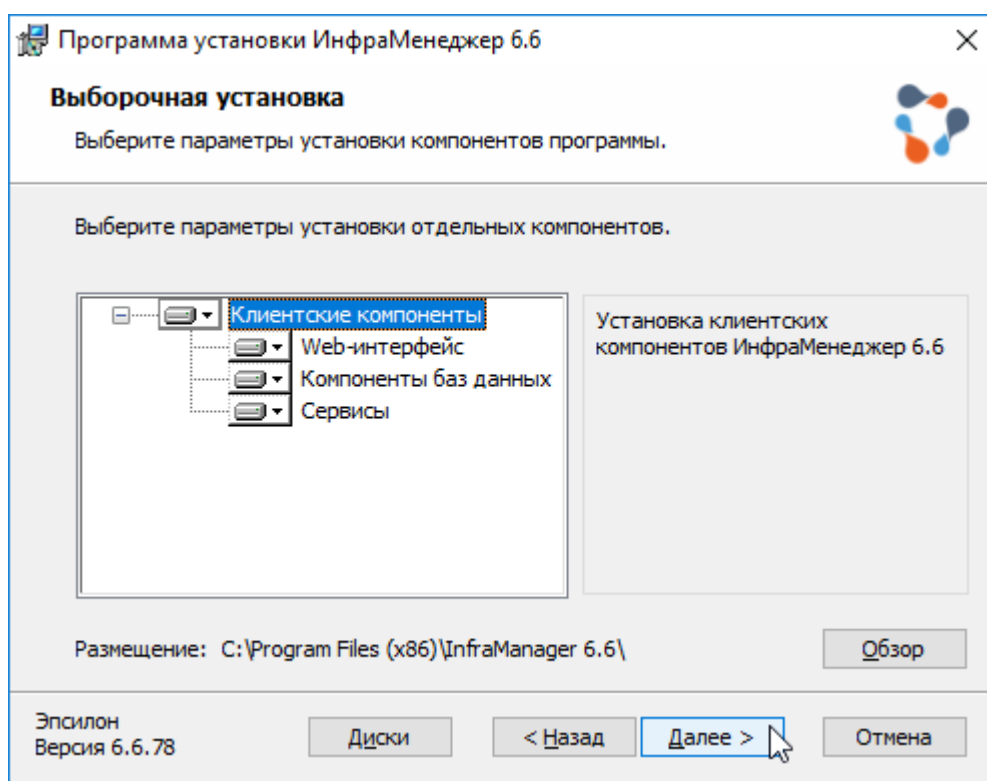 Программа установки ИнфраМенеджер 6.6
Выборочная установка
Выберите параметры установки компонентов программы.
Выберите параметры установки отдельных компонентов.
Клиентские компоненты
Web-интерфейс
Компоненты баз данных
Сервисы
Установка клиентских
компонентов ИнфраМенеджер 6.6
Размещение: C:\Program Files (x86)\InfraManager 6.6\
Обзор
Эпсилон
Версия 6.6.78
Диски
< Назад
Далее >
Отмена